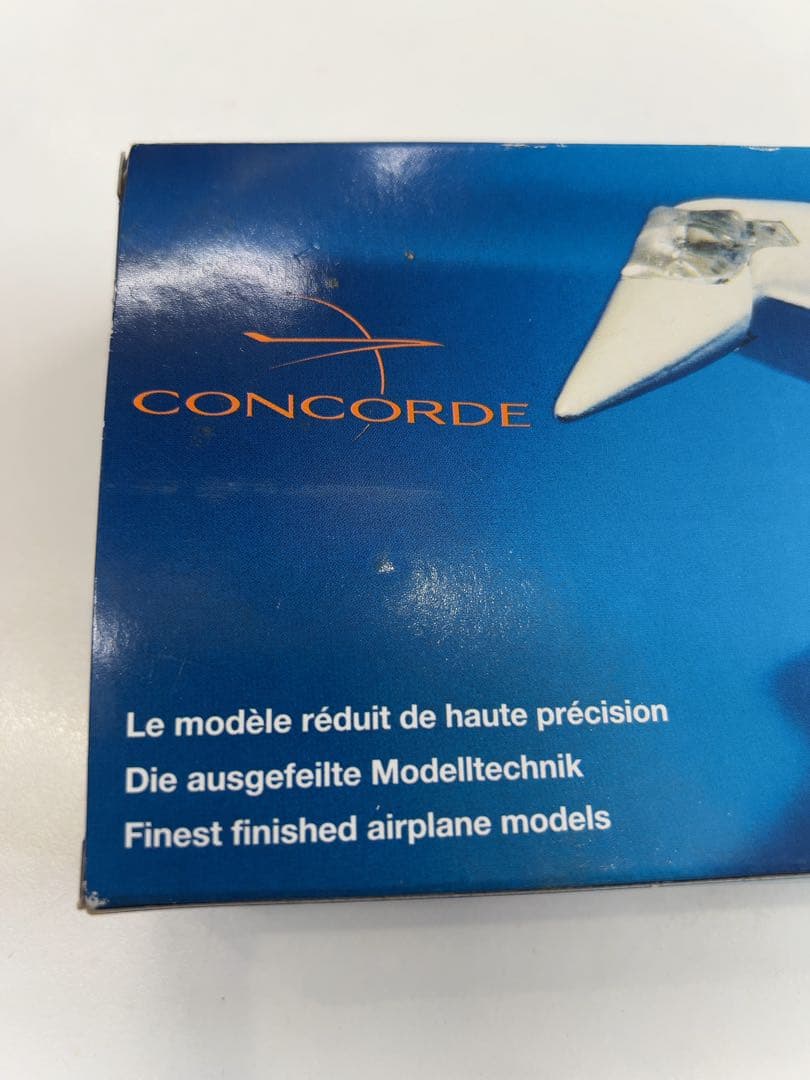 CONCORDE
Le modèle réduit de haute précision
Die ausgefeilte Modelltechnik
Finest finished airplane models